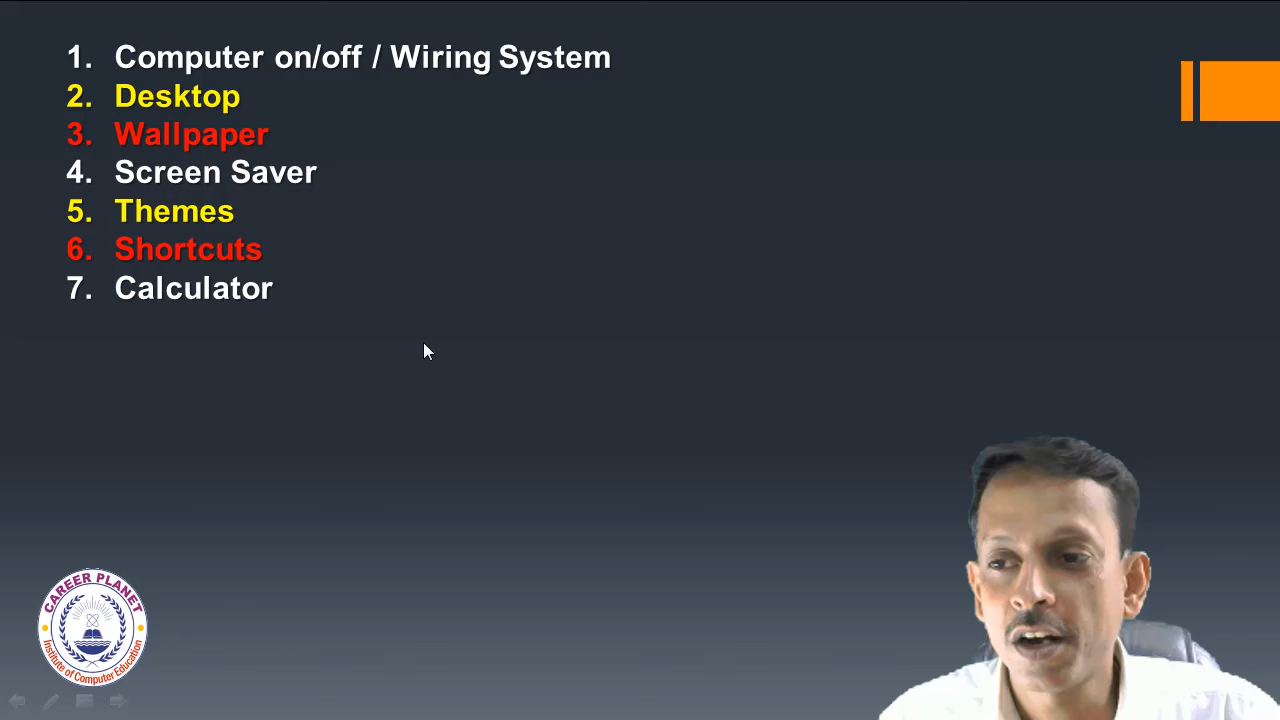 1. Computer on/off / Wiring System
2. Desktop
3. Wallpaper
4. Screen Saver
5. Themes
6. Shortcuts
7. Calculator
CAREER PLANET
Institute of Computer Education